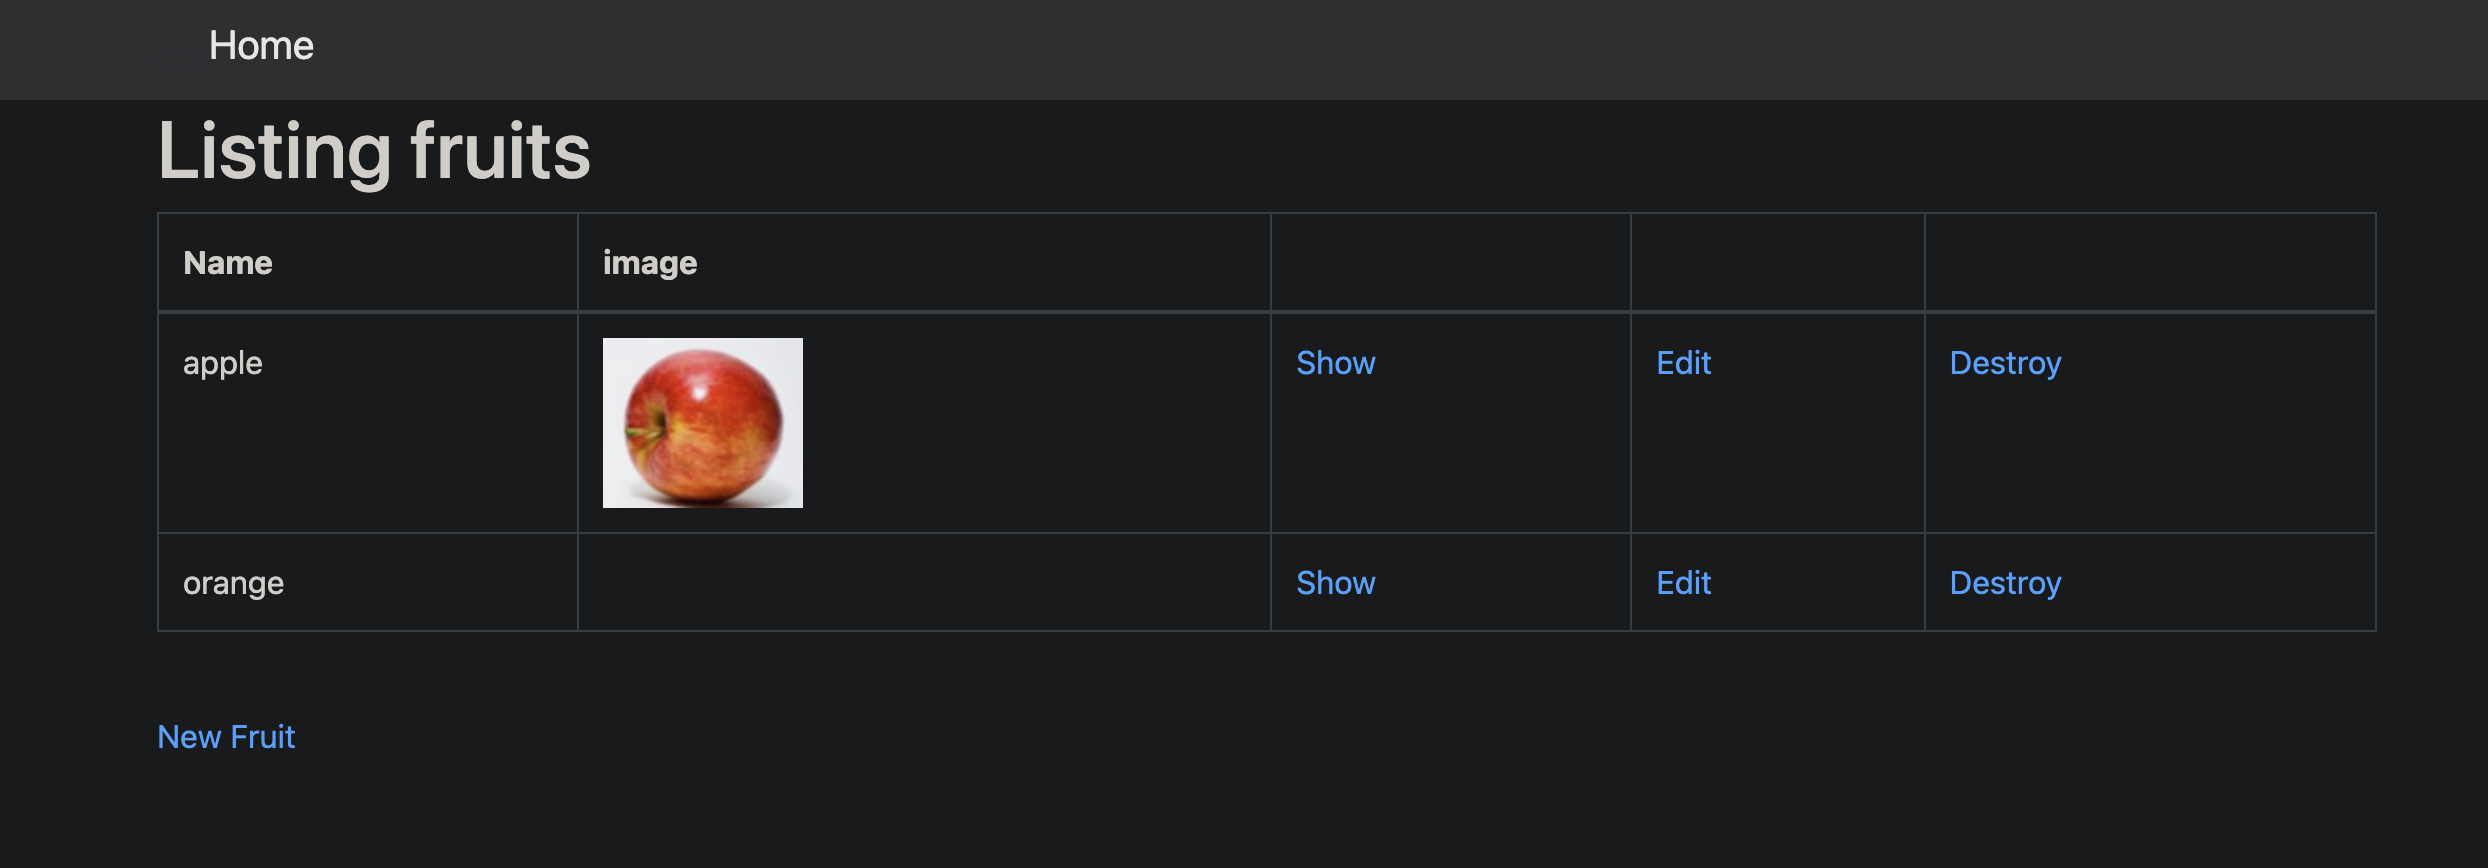 Home
Listing fruits
Name image
apple Show Edit Destroy
orange Show Edit Destroy
New Fruit